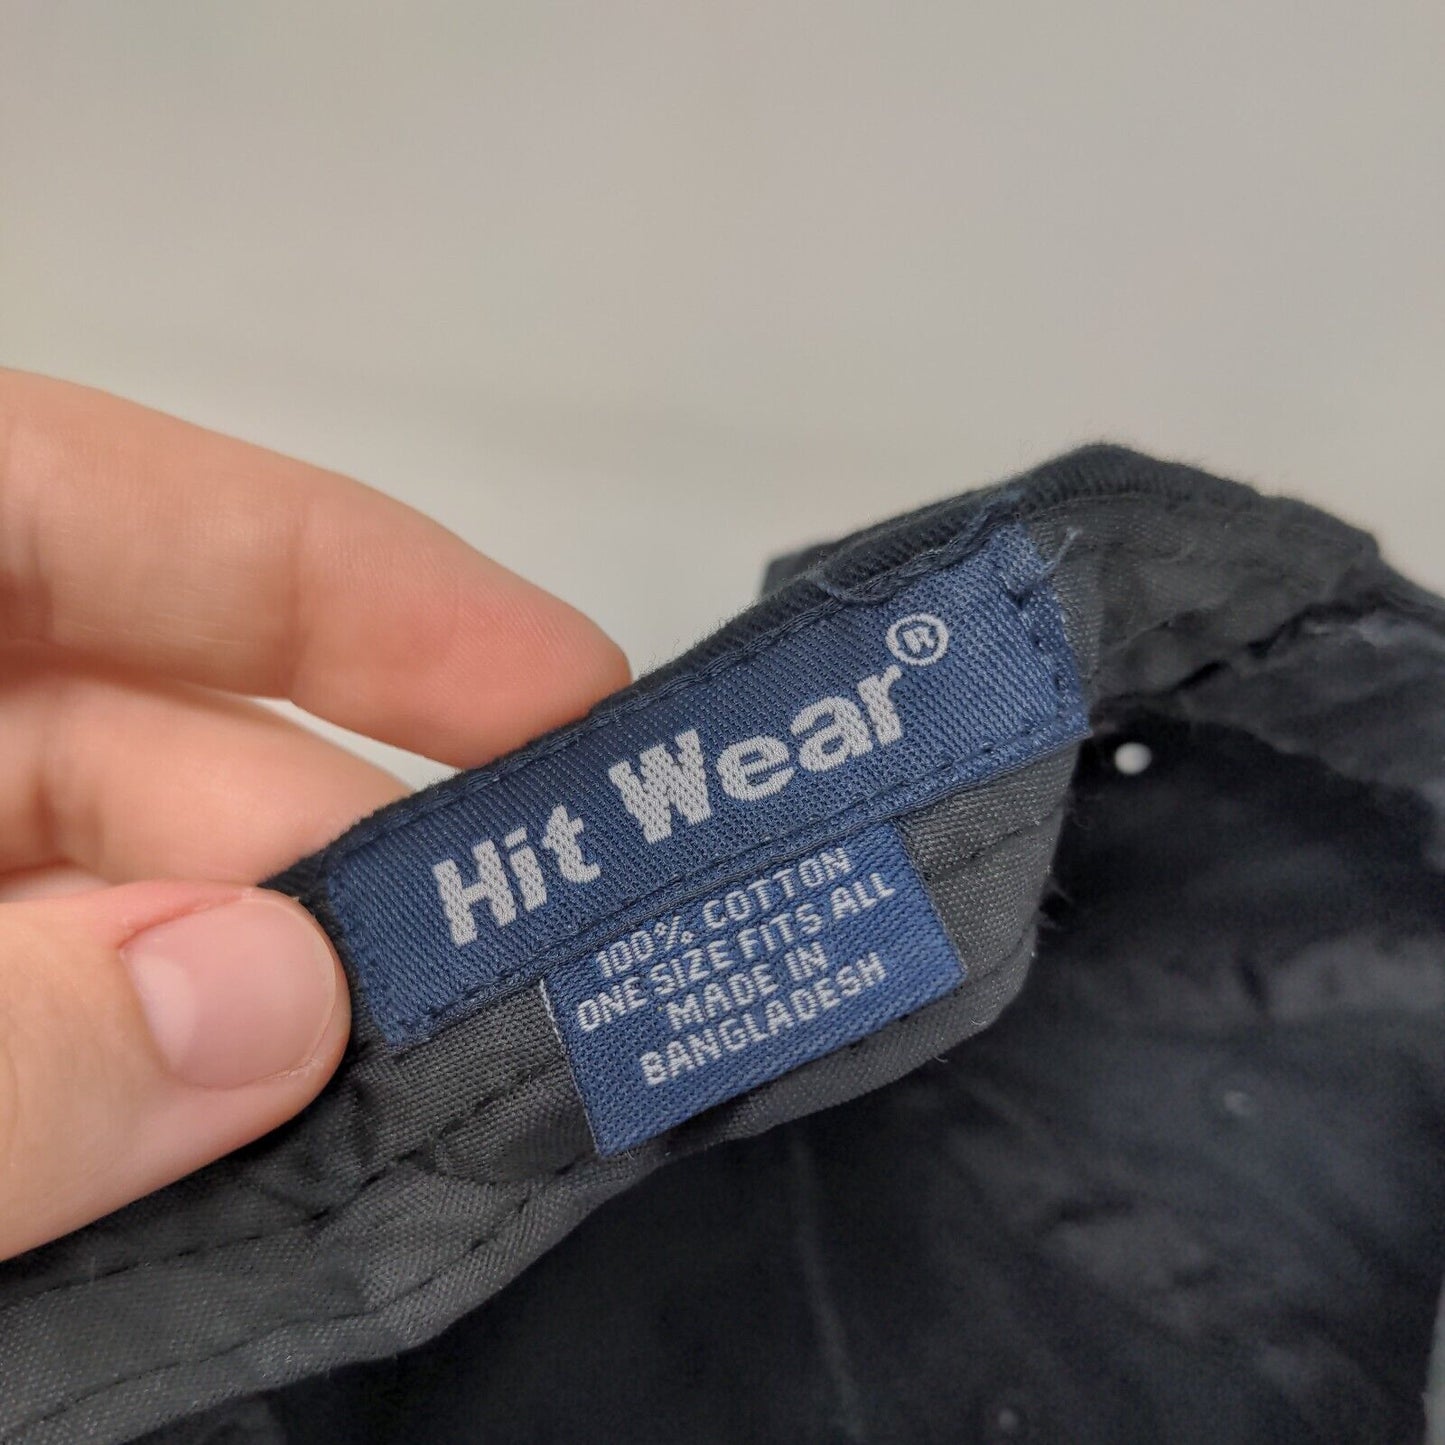 Hit Wear®
100% COTTON
ONE SIZE FITS ALL
MADE IN
BANGLADESH